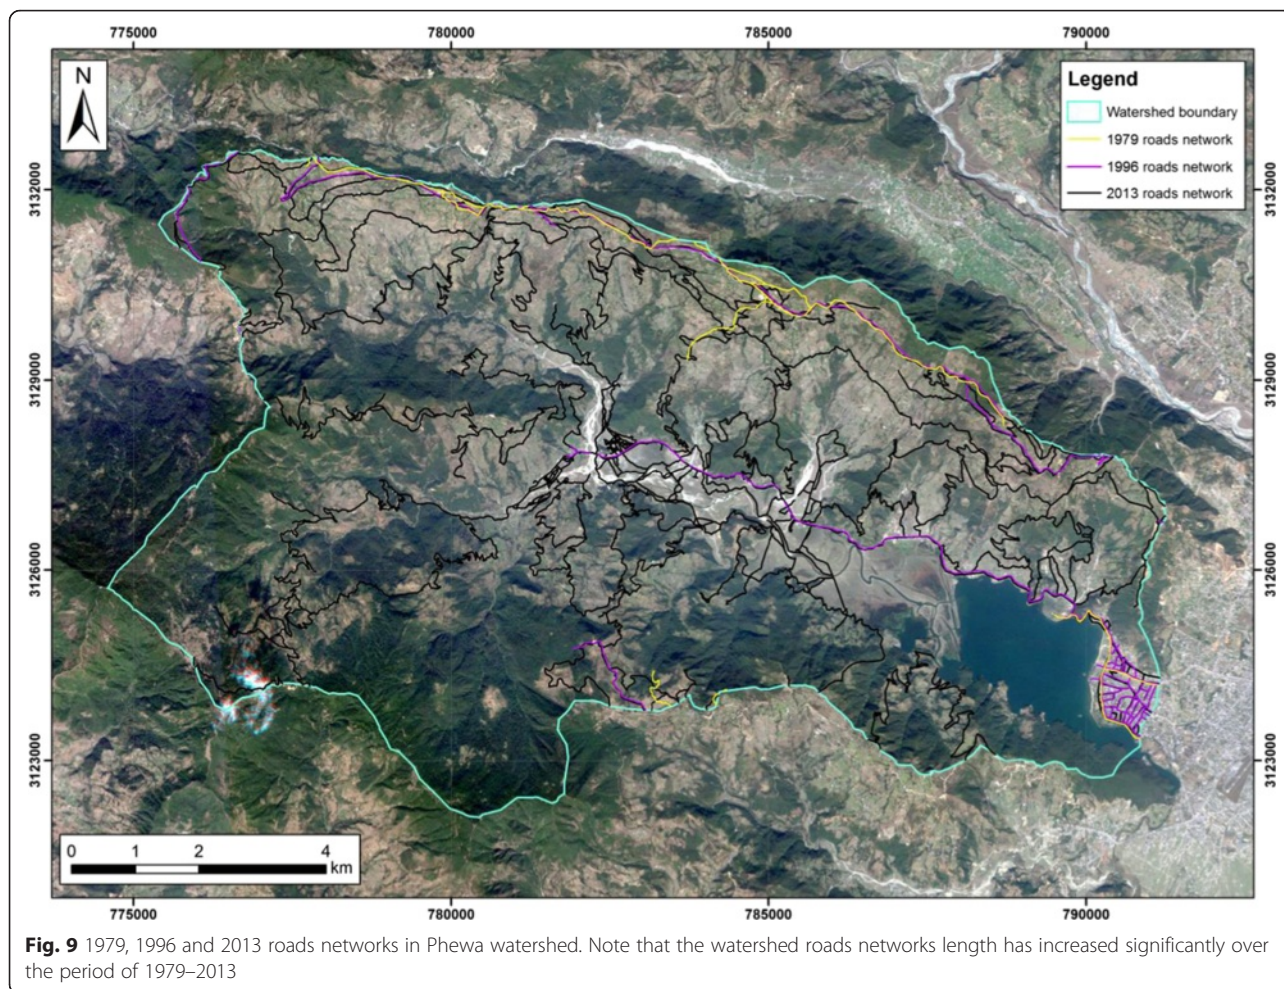 775000 780000 785000 790000
N
Legend
Watershed boundary
1979 roads network
1996 roads network
2013 roads network
3132000 3132000
3129000 3129000
3126000 3126000
3123000 3123000
0 1 2 4
km
775000 780000 785000 790000
Fig. 9 1979, 1996 and 2013 roads networks in Phewa watershed. Note that the watershed roads networks length has increased significantly over
the period of 1979–2013